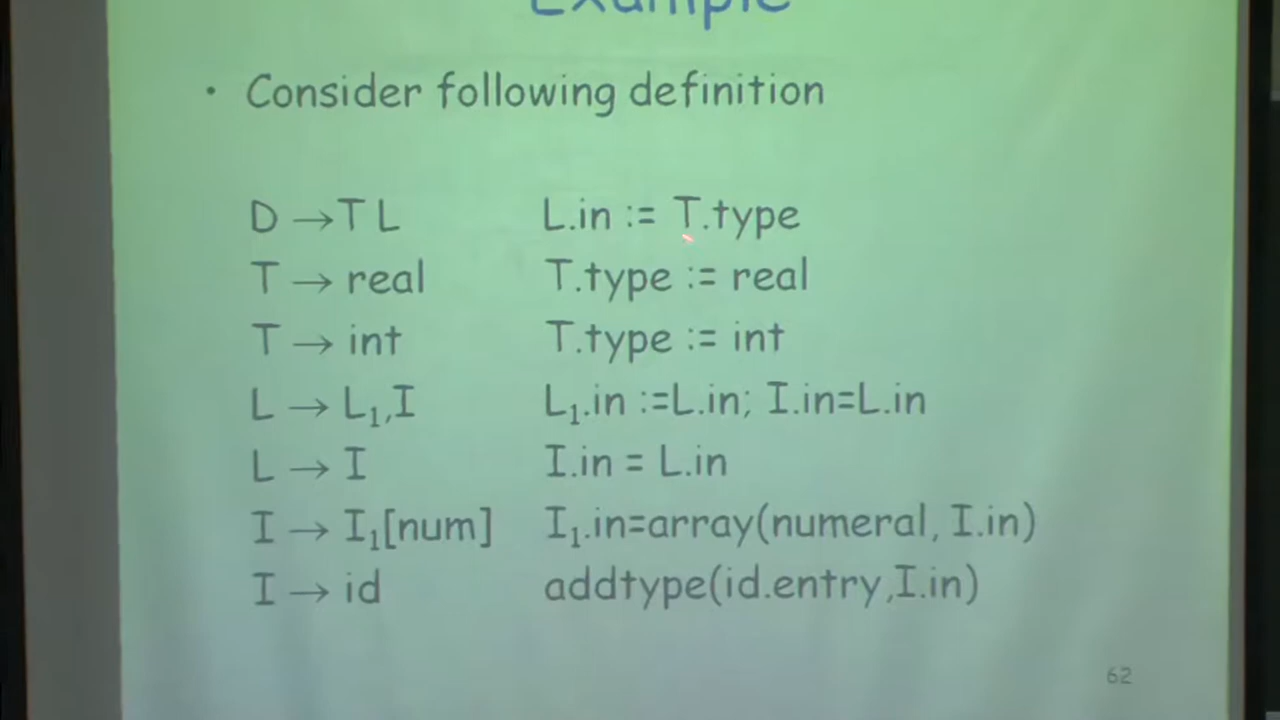 Example
• Consider following definition
D → T L L.in := T.type
T → real T.type := real
T → int T.type := int
L → L₁,I L₁.in :=L.in; I.in=L.in
L → I I.in = L.in
I → I₁[num] I₁.in=array(numeral, I.in)
I → id addtype(id.entry,I.in)
62